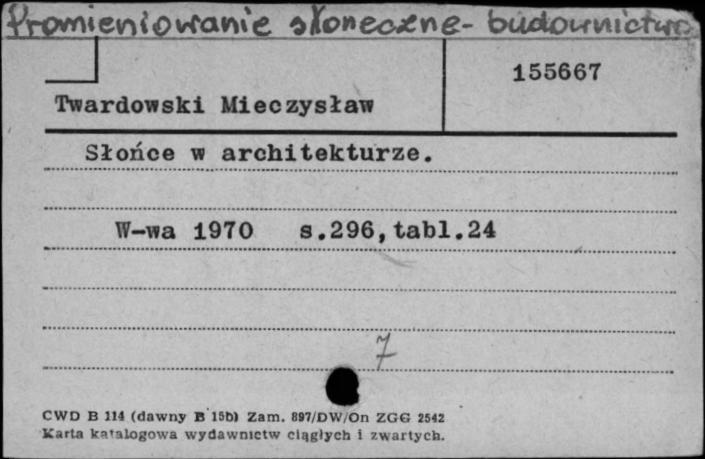 Promieniowanie słoneczne - budownictwo
155667
Twardowski Mieczysław
Słońce w architekturze.
W-wa 1970 s.296,tabl.24
7
CWD B 114 (dawny B 15b) Zam. 897/DW/On ZGG 2542
Karta katalogowa wydawnictw ciągłych i zwartych.